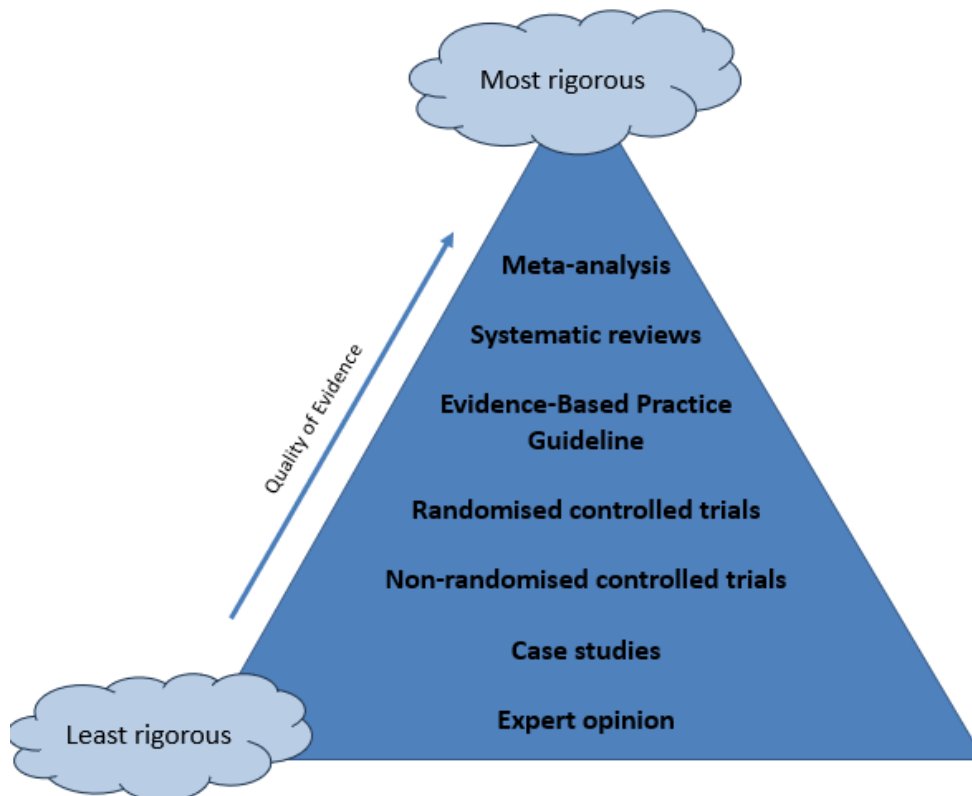 Most rigorous
Meta-analysis
Systematic reviews
Quality of Evidence
Evidence-Based Practice
Guideline
Randomised controlled trials
Non-randomised controlled trials
Case studies
Expert opinion
Least rigorous